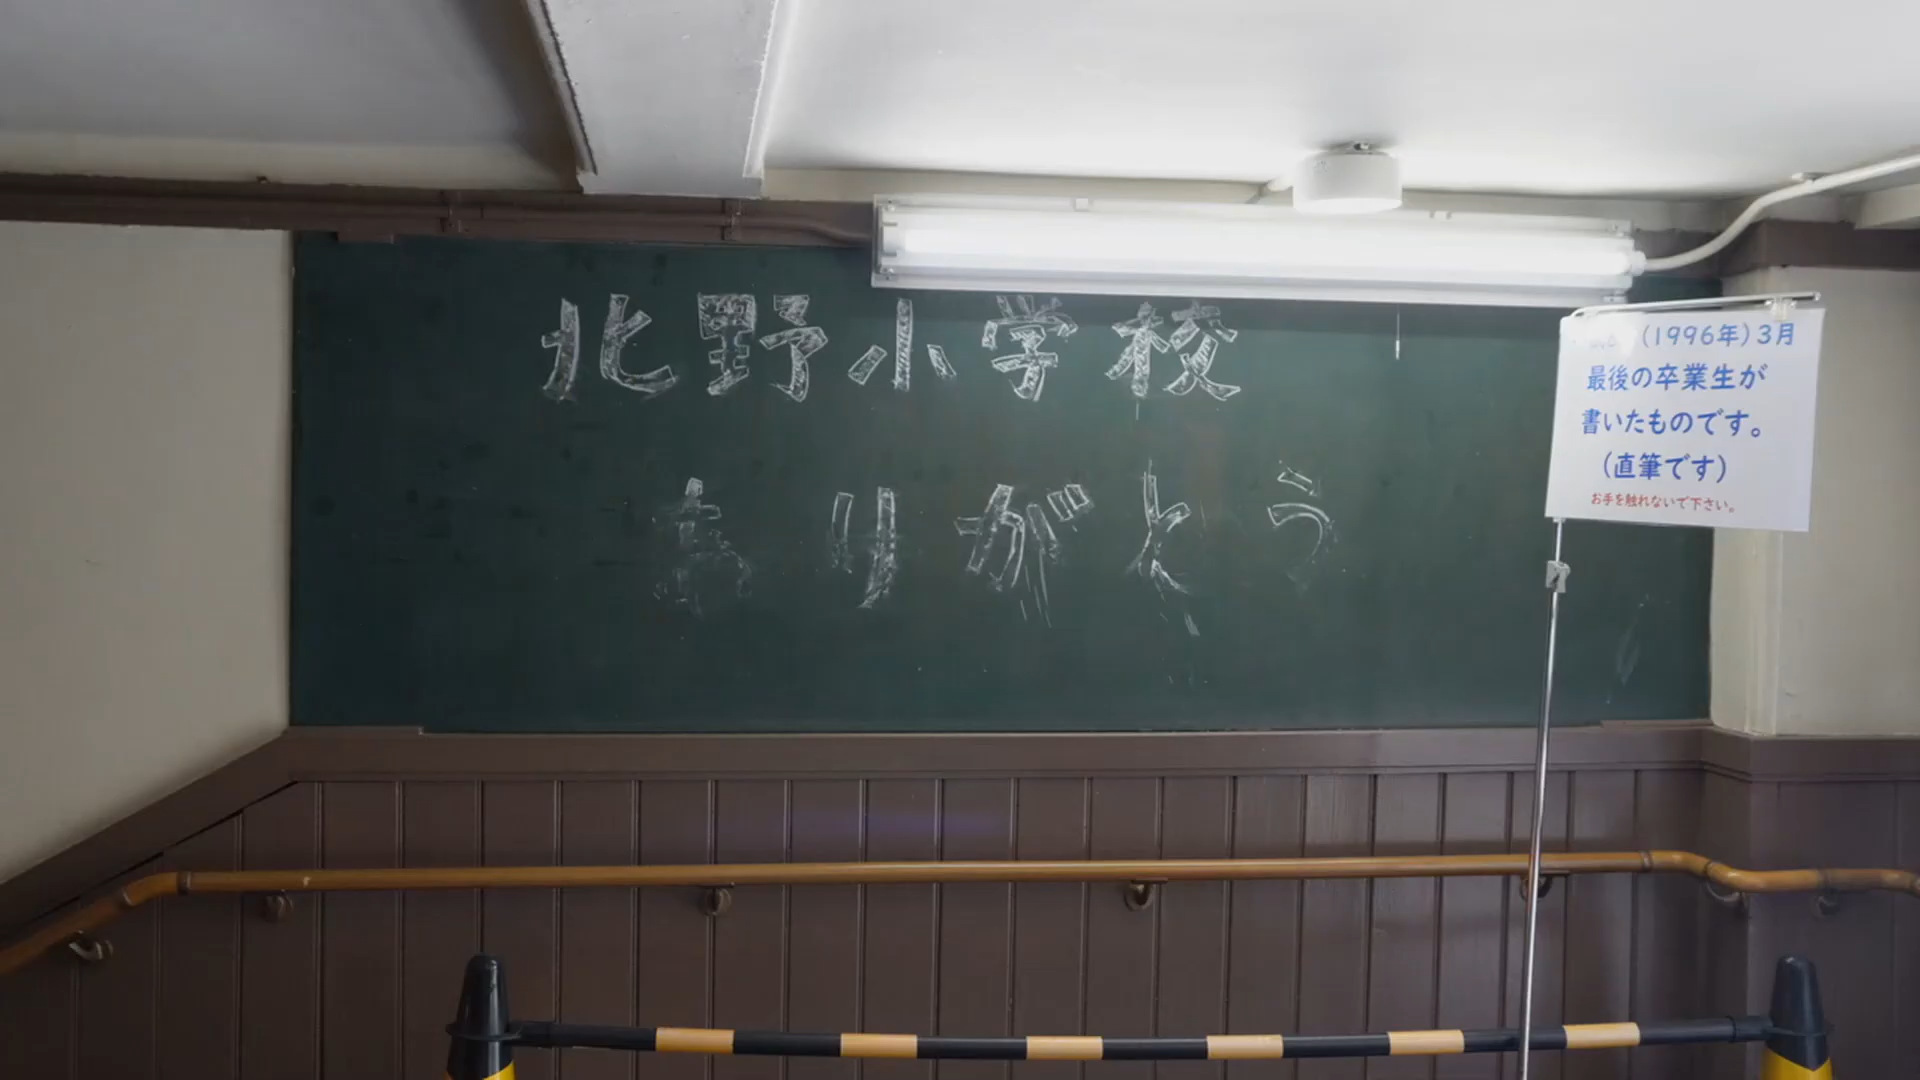 北野小学校
ありがとう
(1996年)3月
最後の卒業生が
書いたものです。
(直筆です)
お手を触れないで下さい。